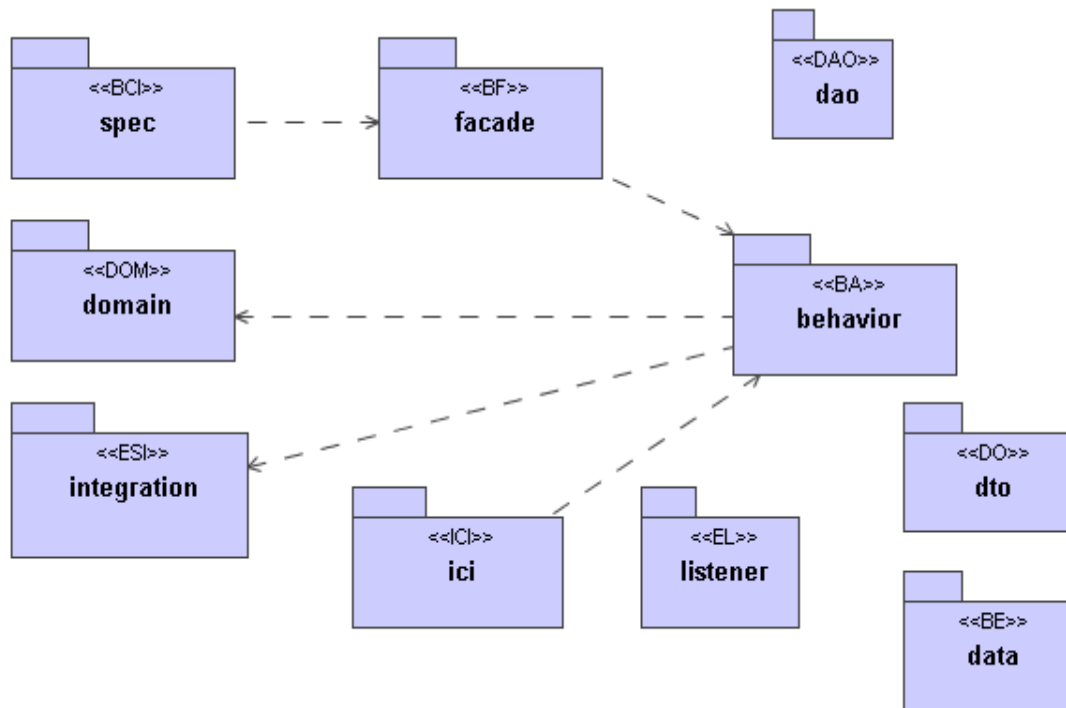 <<BCI>>
spec
<<BF>>
facade
<<DAO>>
dao
<<DOM>>
domain
<<BA>>
behavior
<<ESI>>
integration
<<ICI>>
ici
<<EL>>
listener
<<DO>>
dto
<<BE>>
data